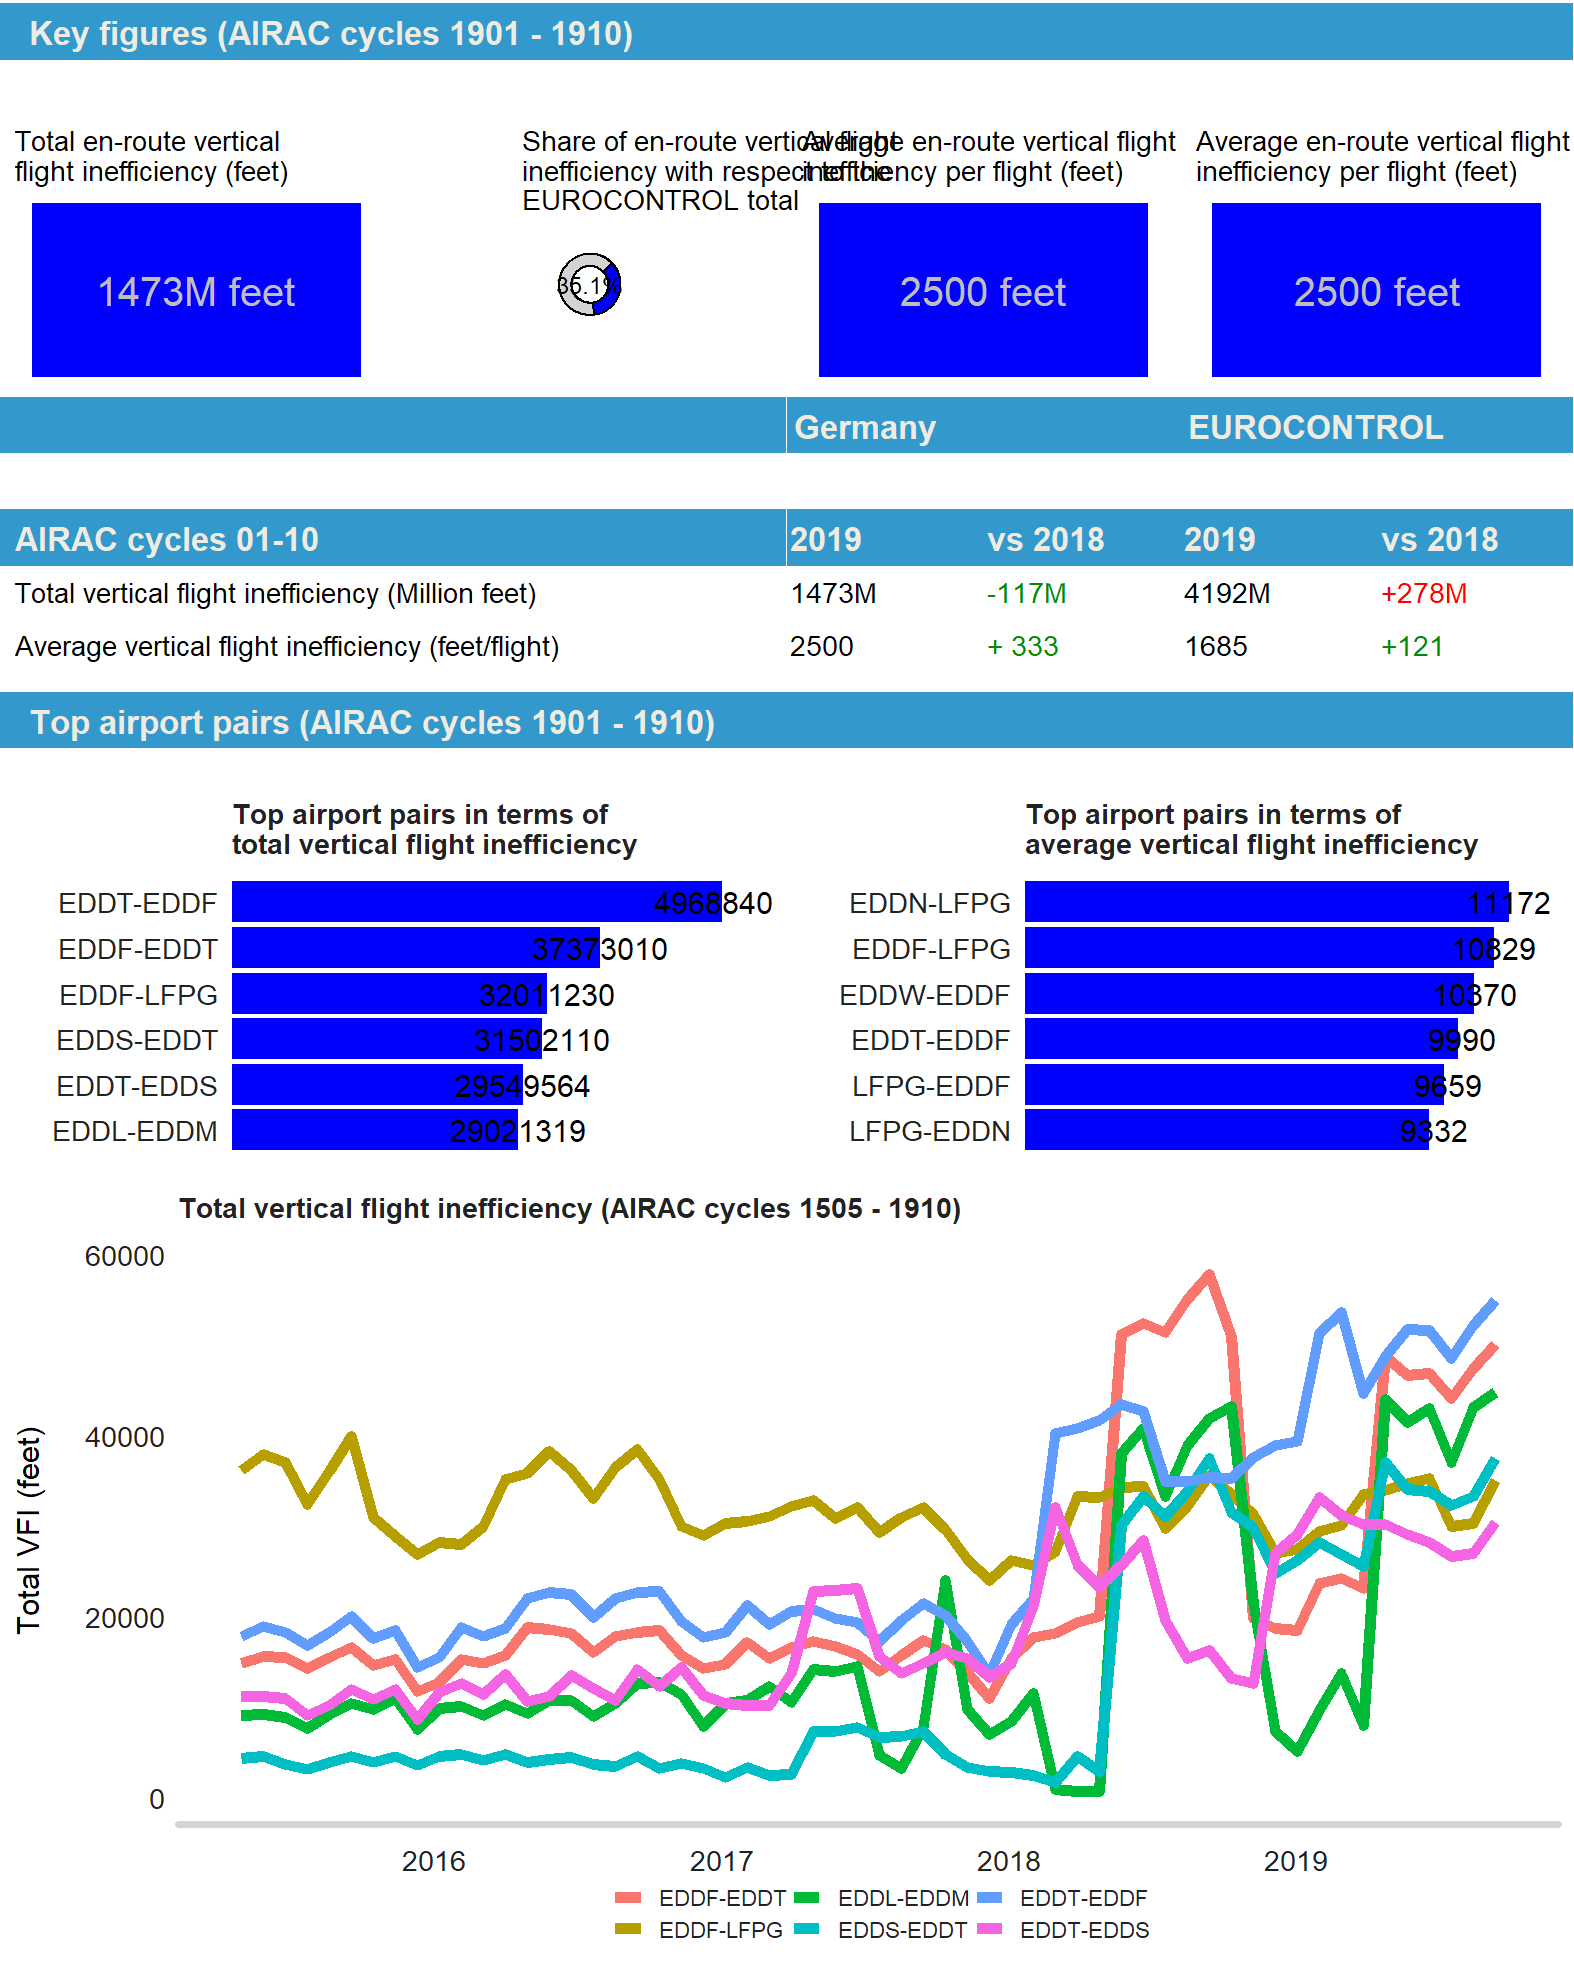 Key figures (AIRAC cycles 1901 - 1910)
Total en-route vertical
flight inefficiency (feet)
1473M feet
Share of en-route vertical flight
inefficiency with respect to the
EUROCONTROL total
35.1%
Average en-route vertical flight
inefficiency per flight (feet)
2500 feet
Average en-route vertical flight
inefficiency per flight (feet)
2500 feet
Germany EUROCONTROL
AIRAC cycles 01-10 2019 vs 2018 2019 vs 2018
Total vertical flight inefficiency (Million feet) 1473M -117M 4192M +278M
Average vertical flight inefficiency (feet/flight) 2500 + 333 1685 +121
Top airport pairs (AIRAC cycles 1901 - 1910)
Top airport pairs in terms of
total vertical flight inefficiency
EDDT-EDDF 4968840
EDDF-EDDT 37373010
EDDF-LFPG 32011230
EDDS-EDDT 31502110
EDDT-EDDS 29549564
EDDL-EDDM 29021319
Top airport pairs in terms of
average vertical flight inefficiency
EDDN-LFPG 11172
EDDF-LFPG 10829
EDDW-EDDF 10370
EDDT-EDDF 9990
LFPG-EDDF 9659
LFPG-EDDN 9332
Total vertical flight inefficiency (AIRAC cycles 1505 - 1910)
Total VFI (feet)
60000
40000
20000
0
2016 2017 2018 2019
EDDF-EDDT EDDL-EDDM EDDT-EDDF
EDDF-LFPG EDDS-EDDT EDDT-EDDS